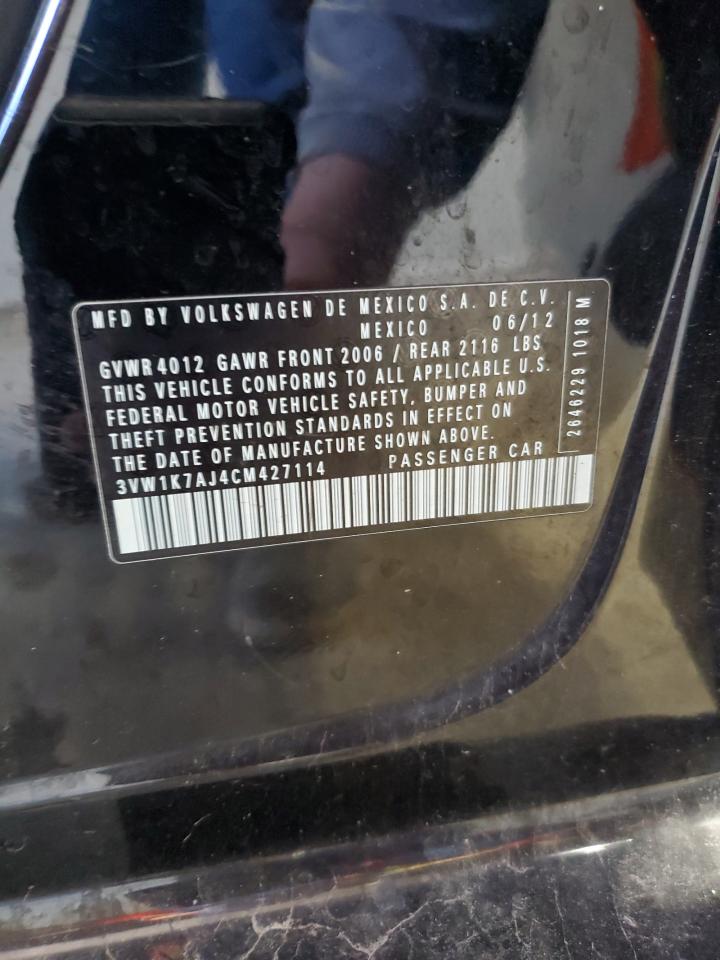 MFD BY VOLKSWAGEN DE MEXICO S.A. DE C.V.
MEXICO 06/12
GVWR 4012 GAWR FRONT 2006 / REAR 2116 LBS
THIS VEHICLE CONFORMS TO ALL APPLICABLE U.S.
FEDERAL MOTOR VEHICLE SAFETY, BUMPER AND
THEFT PREVENTION STANDARDS IN EFFECT ON
THE DATE OF MANUFACTURE SHOWN ABOVE.
3VW1K7AJ4CM427114 PASSENGER CAR
2640229 1018 M